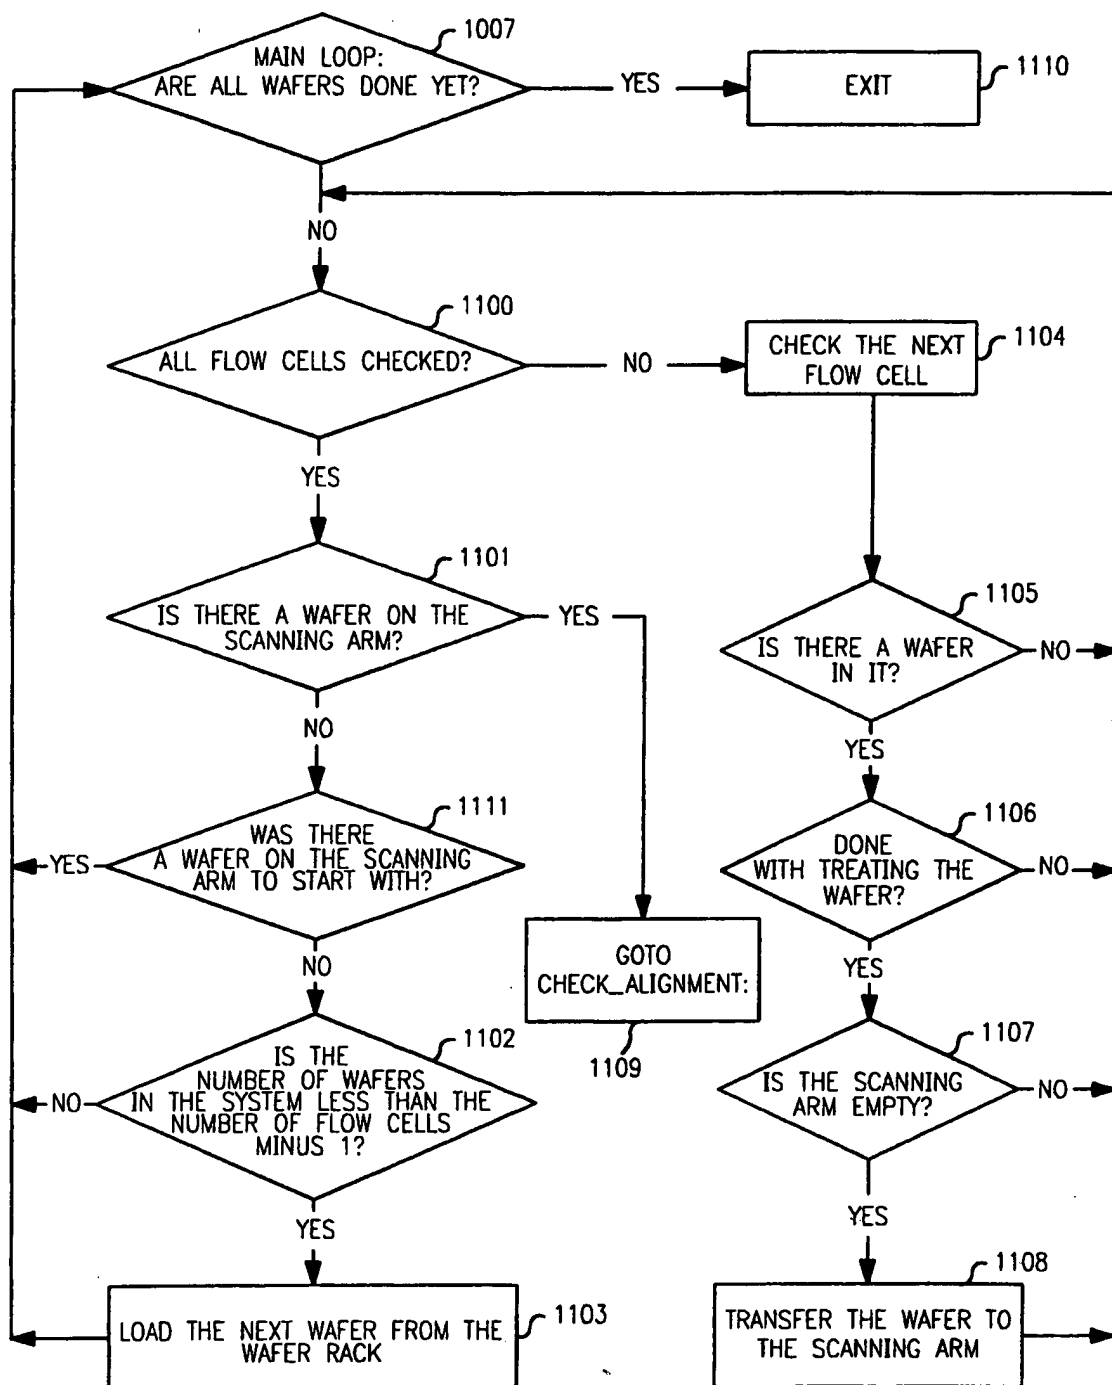 1007
MAIN LOOP:
ARE ALL WAFERS DONE YET?
YES
EXIT
1110
NO
1100
ALL FLOW CELLS CHECKED?
NO
CHECK THE NEXT
FLOW CELL
1104
YES
1101
IS THERE A WAFER ON THE
SCANNING ARM?
YES
1105
IS THERE A WAFER
IN IT?
NO
NO
YES
1111
WAS THERE
A WAFER ON THE SCANNING
ARM TO START WITH?
YES
1106
DONE
WITH TREATING THE
WAFER?
NO
NO
GOTO
CHECK_ALIGNMENT:
1109
YES
1102
IS THE
NUMBER OF WAFERS
IN THE SYSTEM LESS THAN THE
NUMBER OF FLOW CELLS
MINUS 1?
NO
1107
IS THE SCANNING
ARM EMPTY?
NO
YES
YES
1103
LOAD THE NEXT WAFER FROM THE
WAFER RACK
1108
TRANSFER THE WAFER TO
THE SCANNING ARM